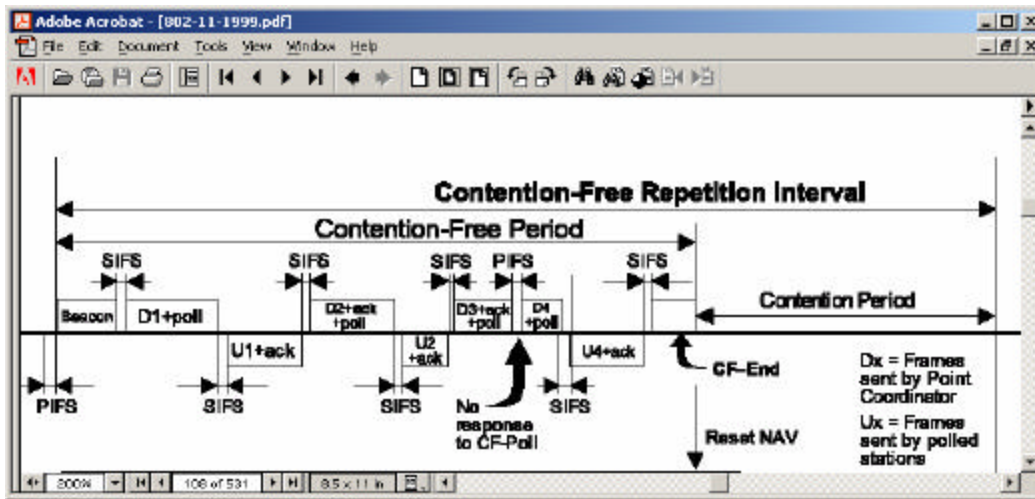 Adobe Acrobat - [802-11-1999.pdf]
File Edit Document Tools View Window Help
Contention-Free Repetition Interval
Contention-Free Period
SIFS SIFS SIFS PIFS SIFS
Beacon D1+poll D2+ack +poll D3+ack +poll D4 +poll
Contention Period
U1+ack U2 +ack U4+ack
PIFS SIFS SIFS SIFS
No
response
to CF-Poll
CF-End
Reset NAV
Dx = Frames
sent by Point
Coordinator
Ux = Frames
sent by polled
stations
200% 108 of 531 8.5 x 11 in